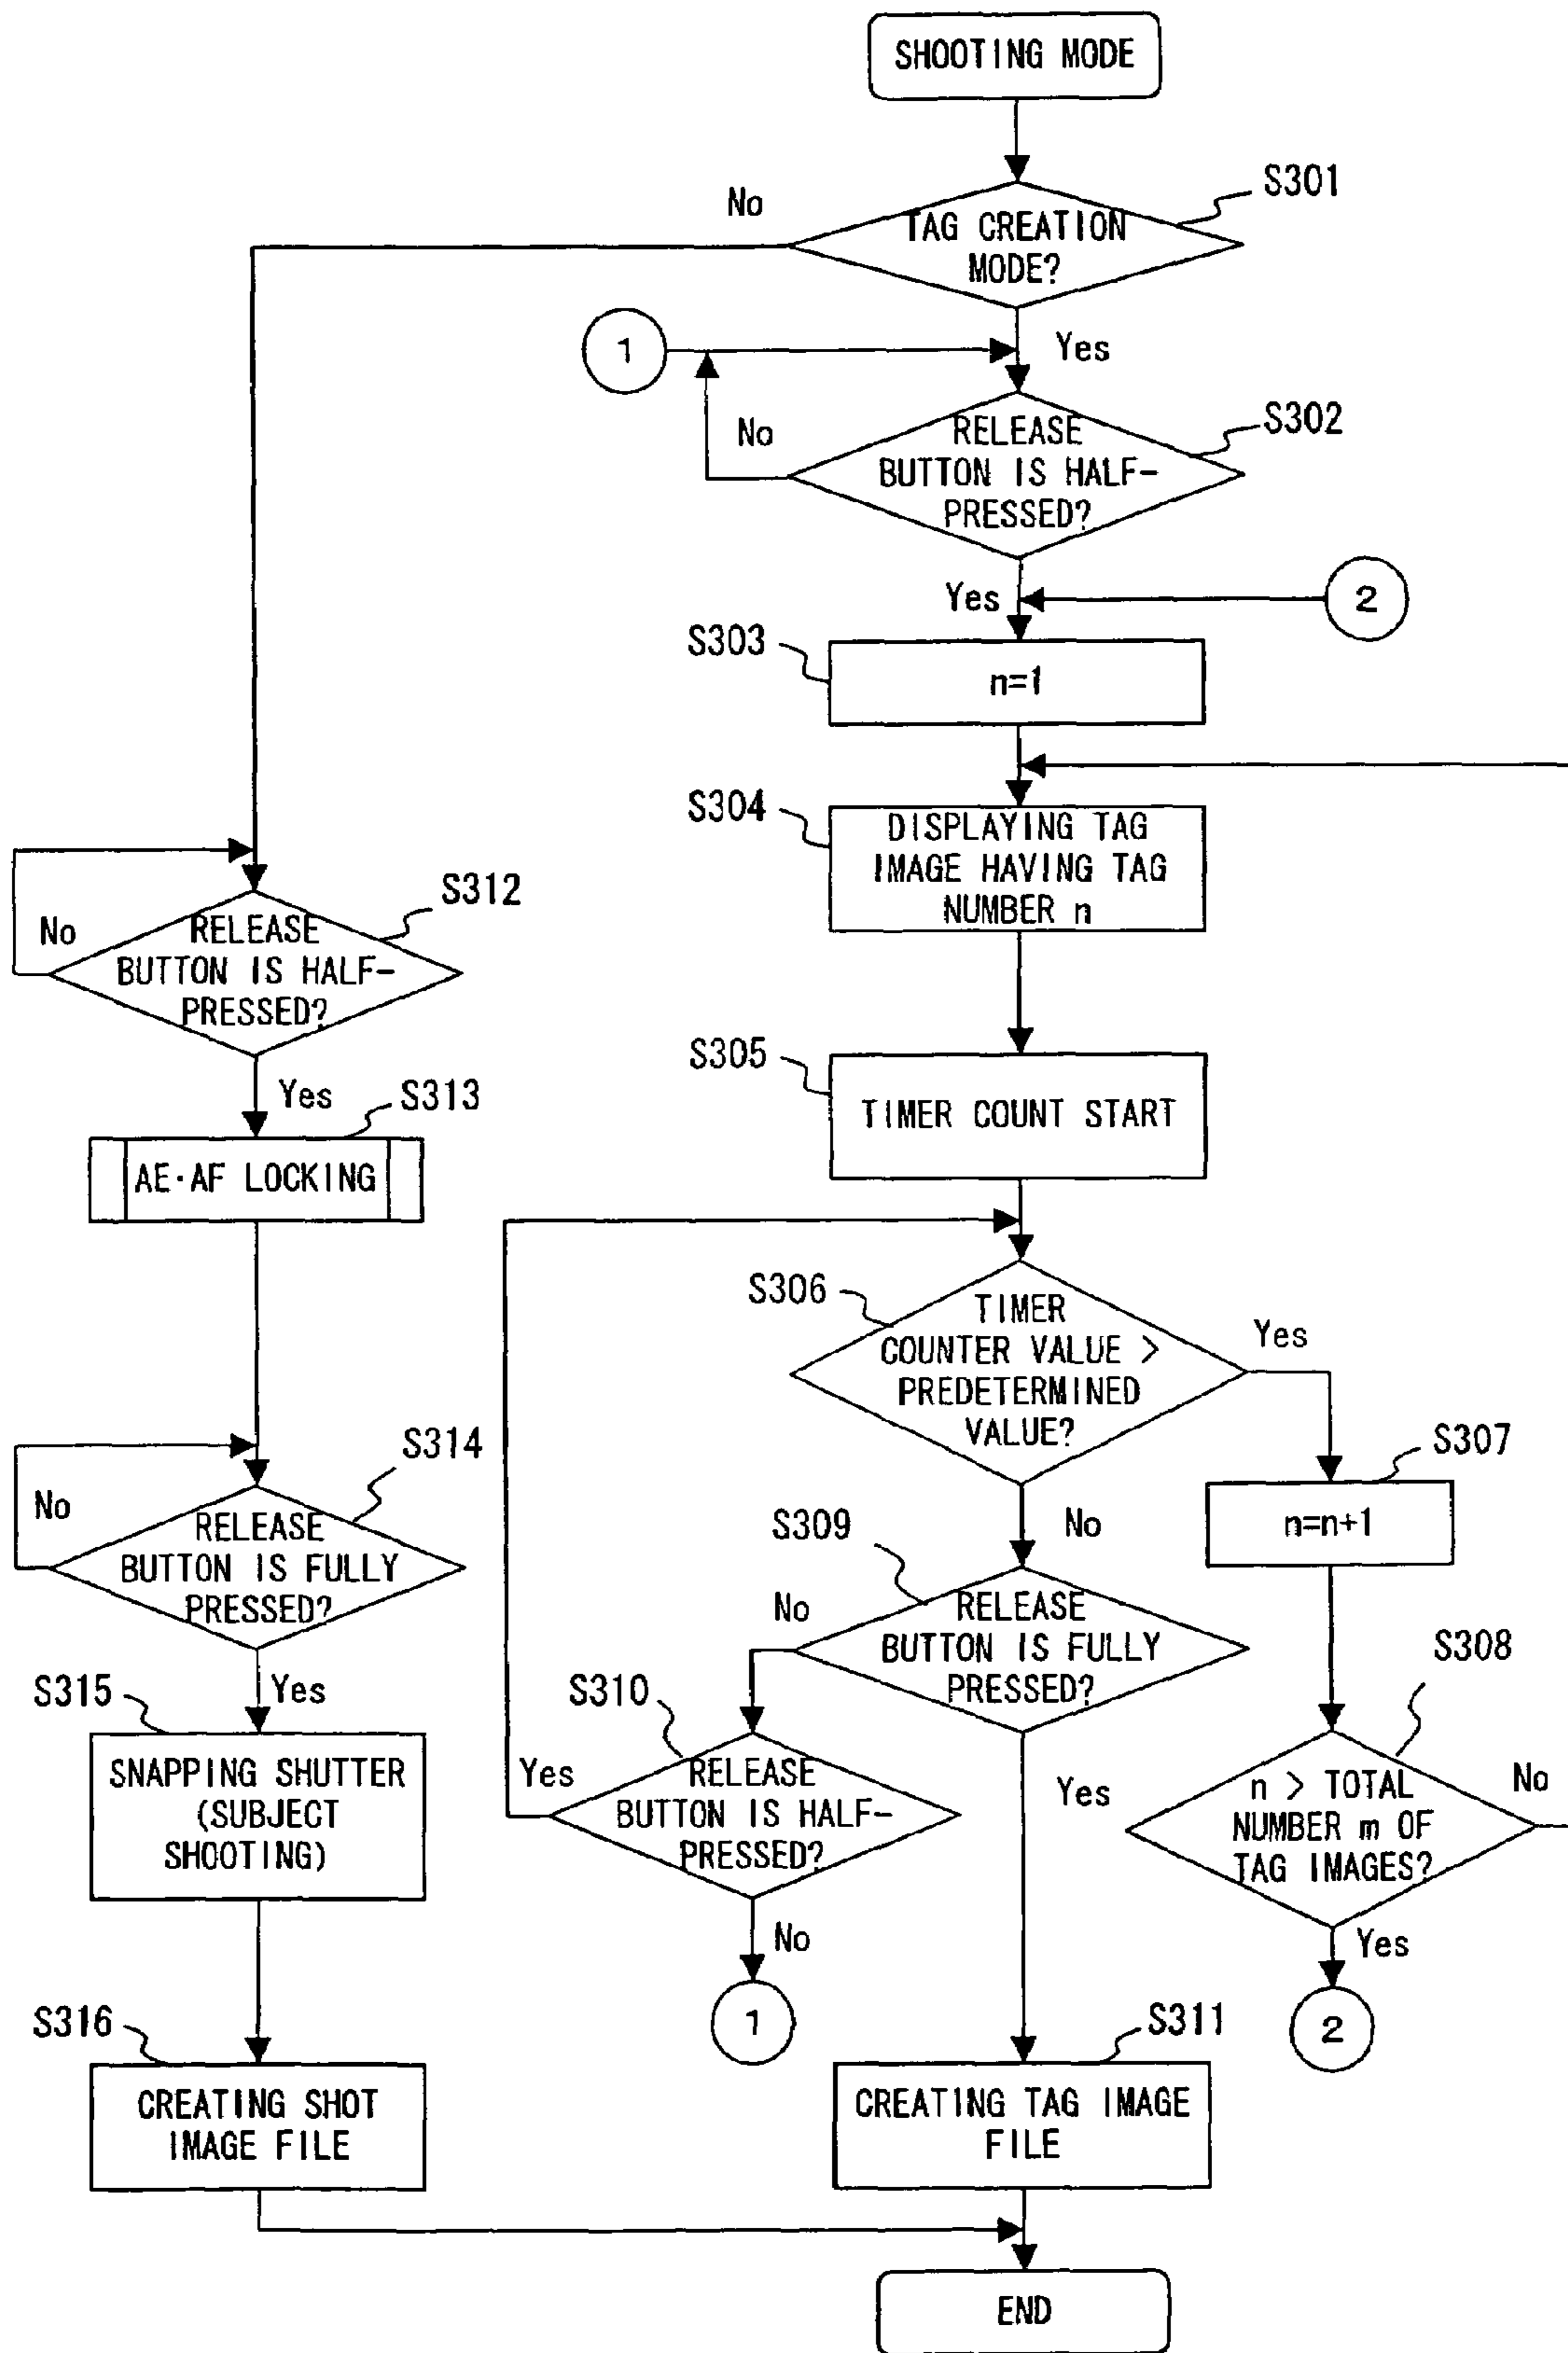 SHOOTING MODE
S301
No
TAG CREATION
MODE?
1
Yes
S302
No
RELEASE
BUTTON IS HALF-
PRESSED?
Yes
2
S303
n=1
S304
DISPLAYING TAG
IMAGE HAVING TAG
NUMBER n
S312
No
RELEASE
BUTTON IS HALF-
PRESSED?
S305
TIMER COUNT START
Yes
S313
AE·AF LOCKING
S306
TIMER
COUNTER VALUE >
PREDETERMINED
VALUE?
Yes
S307
n=n+1
S314
No
RELEASE
BUTTON IS FULLY
PRESSED?
No
S309
No
RELEASE
BUTTON IS FULLY
PRESSED?
S308
n > TOTAL
NUMBER m OF
TAG IMAGES?
No
Yes
2
Yes
S315
SNAPPING SHUTTER
(SUBJECT
SHOOTING)
S310
Yes
RELEASE
BUTTON IS HALF-
PRESSED?
No
1
Yes
S316
CREATING SHOT
IMAGE FILE
S311
CREATING TAG IMAGE
FILE
END